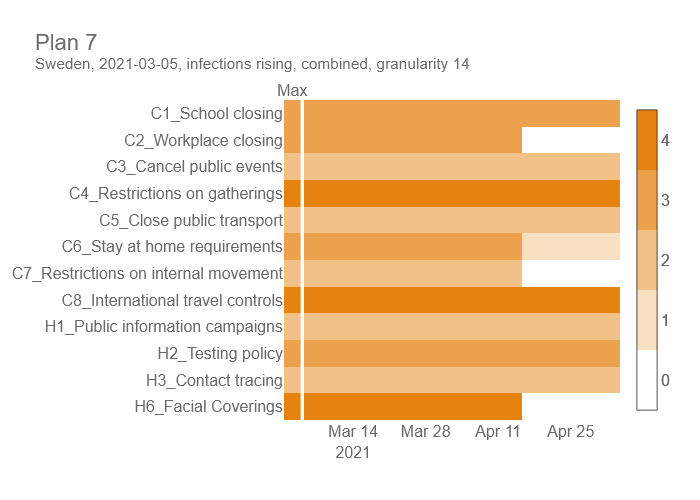 Plan 7
Sweden, 2021-03-05, infections rising, combined, granularity 14
Max
C1_School closing
C2_Workplace closing
C3_Cancel public events
C4_Restrictions on gatherings
C5_Close public transport
C6_Stay at home requirements
C7_Restrictions on internal movement
C8_International travel controls
H1_Public information campaigns
H2_Testing policy
H3_Contact tracing
H6_Facial Coverings
Mar 14 Mar 28 Apr 11 Apr 25
2021
4
3
2
1
0